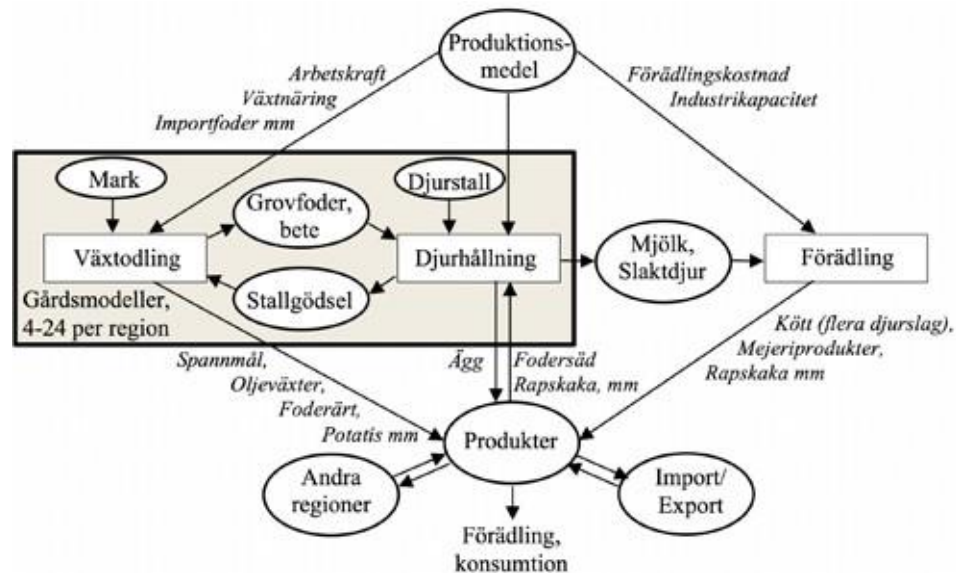 Produktions-
medel
Arbetskraft
Växtnäring
Importfoder mm
Förädlingskostnad
Industrikapacitet
Mark
Djurstall
Grovfoder,
bete
Växtodling
Djurhållning
Mjölk,
Slaktdjur
Förädling
Stallgödsel
Gårdsmodeller,
4-24 per region
Spannmål,
Oljeväxter,
Foderärt,
Potatis mm
Ägg
Fodersäd
Rapskaka, mm
Kött (flera djurslag),
Mejeriprodukter,
Rapskaka mm
Produkter
Andra
regioner
Import/
Export
Förädling,
konsumtion